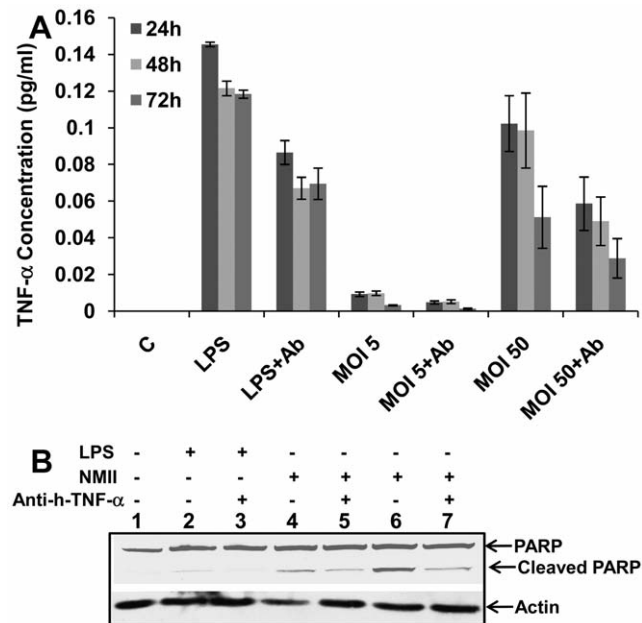 A
TNF-α Concentration (pg/ml)
0.16
0.14
0.12
0.1
0.08
0.06
0.04
0.02
0
24h
48h
72h
C
LPS
LPS+Ab
MOI 5
MOI 5+Ab
MOI 50
MOI 50+Ab
B
LPS - + + - - - -
NMII - - - + + + +
Anti-h-TNF-α - - + - + - +
1 2 3 4 5 6 7
PARP
Cleaved PARP
Actin